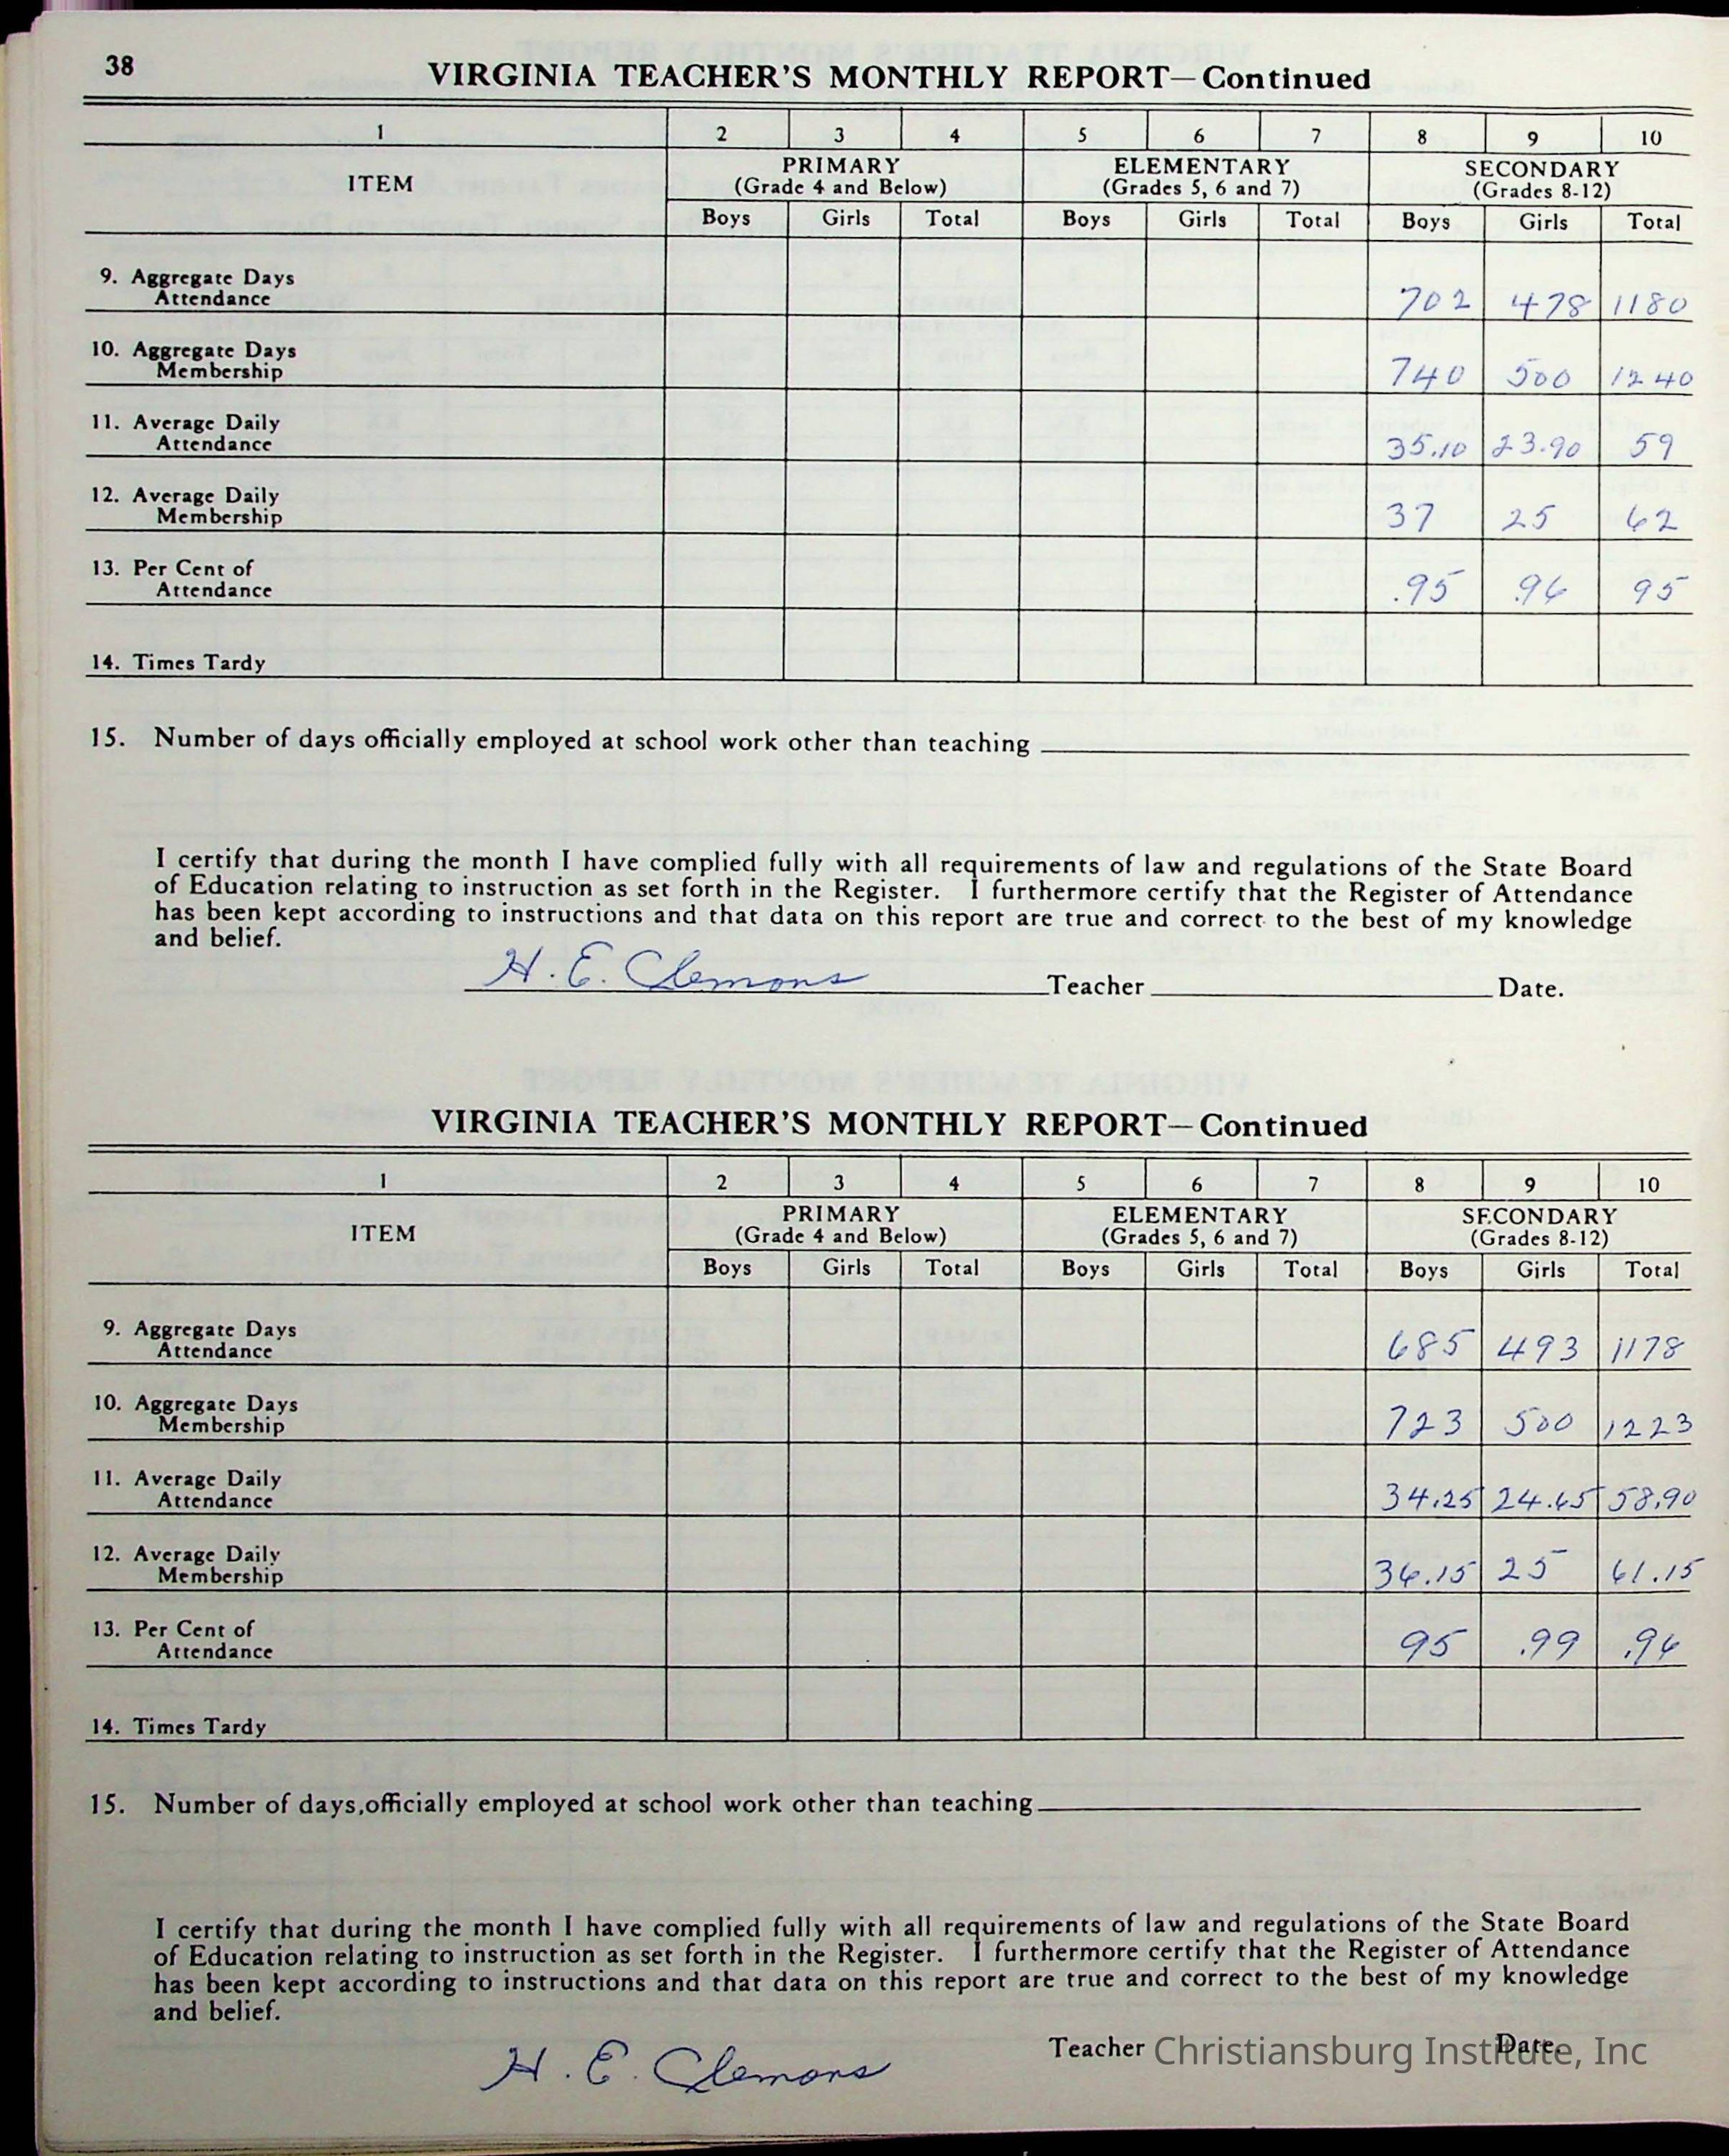 38
VIRGINIA TEACHER'S MONTHLY REPORT—Continued
1 2 3 4 5 6 7 8 9 10
ITEM PRIMARY ELEMENTARY SECONDARY
(Grade 4 and Below) (Grades 5, 6 and 7) (Grades 8-12)
Boys Girls Total Boys Girls Total Boys Girls Total
9. Aggregate Days
Attendance 702 478 1180
10. Aggregate Days
Membership 740 500 1240
11. Average Daily
Attendance 35.10 23.90 59
12. Average Daily
Membership 37 25 62
13. Per Cent of
Attendance .95 .96 95
14. Times Tardy
15. Number of days officially employed at school work other than teaching
I certify that during the month I have complied fully with all requirements of law and regulations of the State Board
of Education relating to instruction as set forth in the Register. I furthermore certify that the Register of Attendance
has been kept according to instructions and that data on this report are true and correct to the best of my knowledge
and belief.
H. E. Clemons Teacher Date.
VIRGINIA TEACHER'S MONTHLY REPORT—Continued
1 2 3 4 5 6 7 8 9 10
ITEM PRIMARY ELEMENTARY SECONDARY
(Grade 4 and Below) (Grades 5, 6 and 7) (Grades 8-12)
Boys Girls Total Boys Girls Total Boys Girls Total
9. Aggregate Days
Attendance 685 493 1178
10. Aggregate Days
Membership 723 500 1223
11. Average Daily
Attendance 34.25 24.65 58.90
12. Average Daily
Membership 36.15 25 61.15
13. Per Cent of
Attendance 95 .99 .96
14. Times Tardy
15. Number of days officially employed at school work other than teaching
I certify that during the month I have complied fully with all requirements of law and regulations of the State Board
of Education relating to instruction as set forth in the Register. I furthermore certify that the Register of Attendance
has been kept according to instructions and that data on this report are true and correct to the best of my knowledge
and belief.
H. E. Clemons Teacher Date.
Christiansburg Institute, Inc